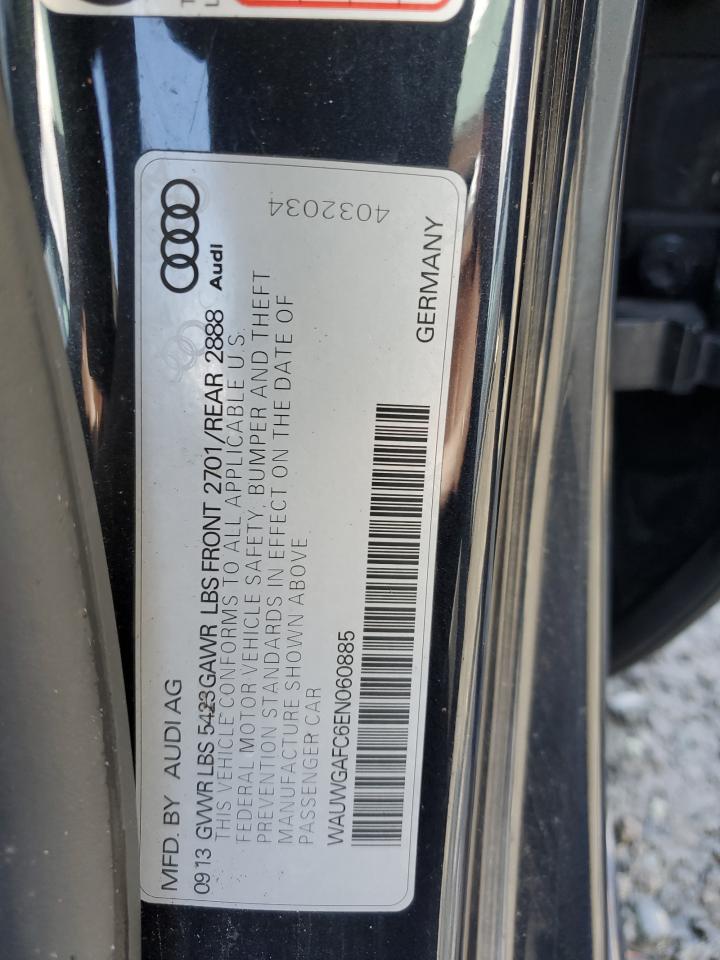 MFD. BY AUDI AG
09 13 GVWR LBS 5423 GAWR LBS FRONT 2701/REAR 2888
Audi
THIS VEHICLE CONFORMS TO ALL APPLICABLE U.S.
FEDERAL MOTOR VEHICLE SAFETY, BUMPER AND THEFT
PREVENTION STANDARDS IN EFFECT ON THE DATE OF
MANUFACTURE SHOWN ABOVE
PASSENGER CAR
4032034
WAUWGAFC6EN060885
GERMANY